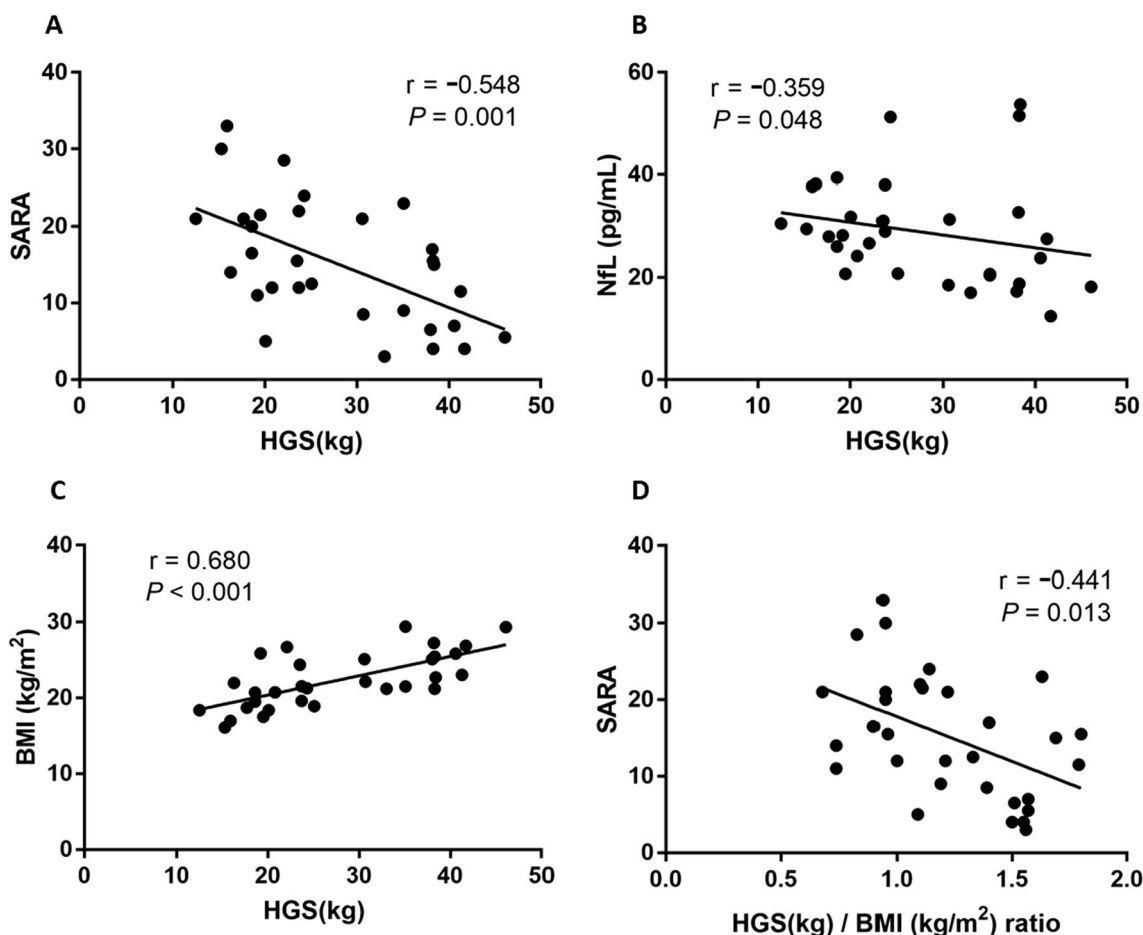 A
SARA
40
30
20
10
0
r = −0.548
P = 0.001
0 10 20 30 40 50
HGS(kg)
B
NfL (pg/mL)
60
40
20
0
r = −0.359
P = 0.048
0 10 20 30 40 50
HGS(kg)
C
BMI (kg/m²)
40
30
20
10
0
r = 0.680
P < 0.001
0 10 20 30 40 50
HGS(kg)
D
SARA
40
30
20
10
0
r = −0.441
P = 0.013
0.0 0.5 1.0 1.5 2.0
HGS(kg) / BMI (kg/m²) ratio